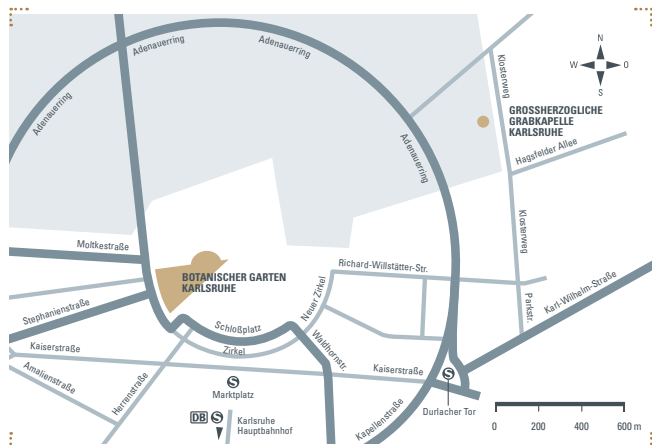 Adenauerring
Adenauerring
Adenauerring
Adenauerring
Klosterweg
N
W
O
S
GROSSHERZOGLICHE
GRABKAPELLE
KARLSRUHE
Hagsfelder Allee
Klosterweg
Moltkestraße
Richard-Willstätter-Str.
BOTANISCHER GARTEN
KARLSRUHE
Neuer Zirkel
Parkstr.
Karl-Wilhelm-Straße
Stephanienstraße
Schloßplatz
Zirkel
Waldhornstr.
Kaiserstraße
Kaiserstraße
Amalienstraße
Herrenstraße
S
Marktplatz
S
Durlacher Tor
Kapellenstraße
DB S
Karlsruhe
Hauptbahnhof
0 200 400 600 m